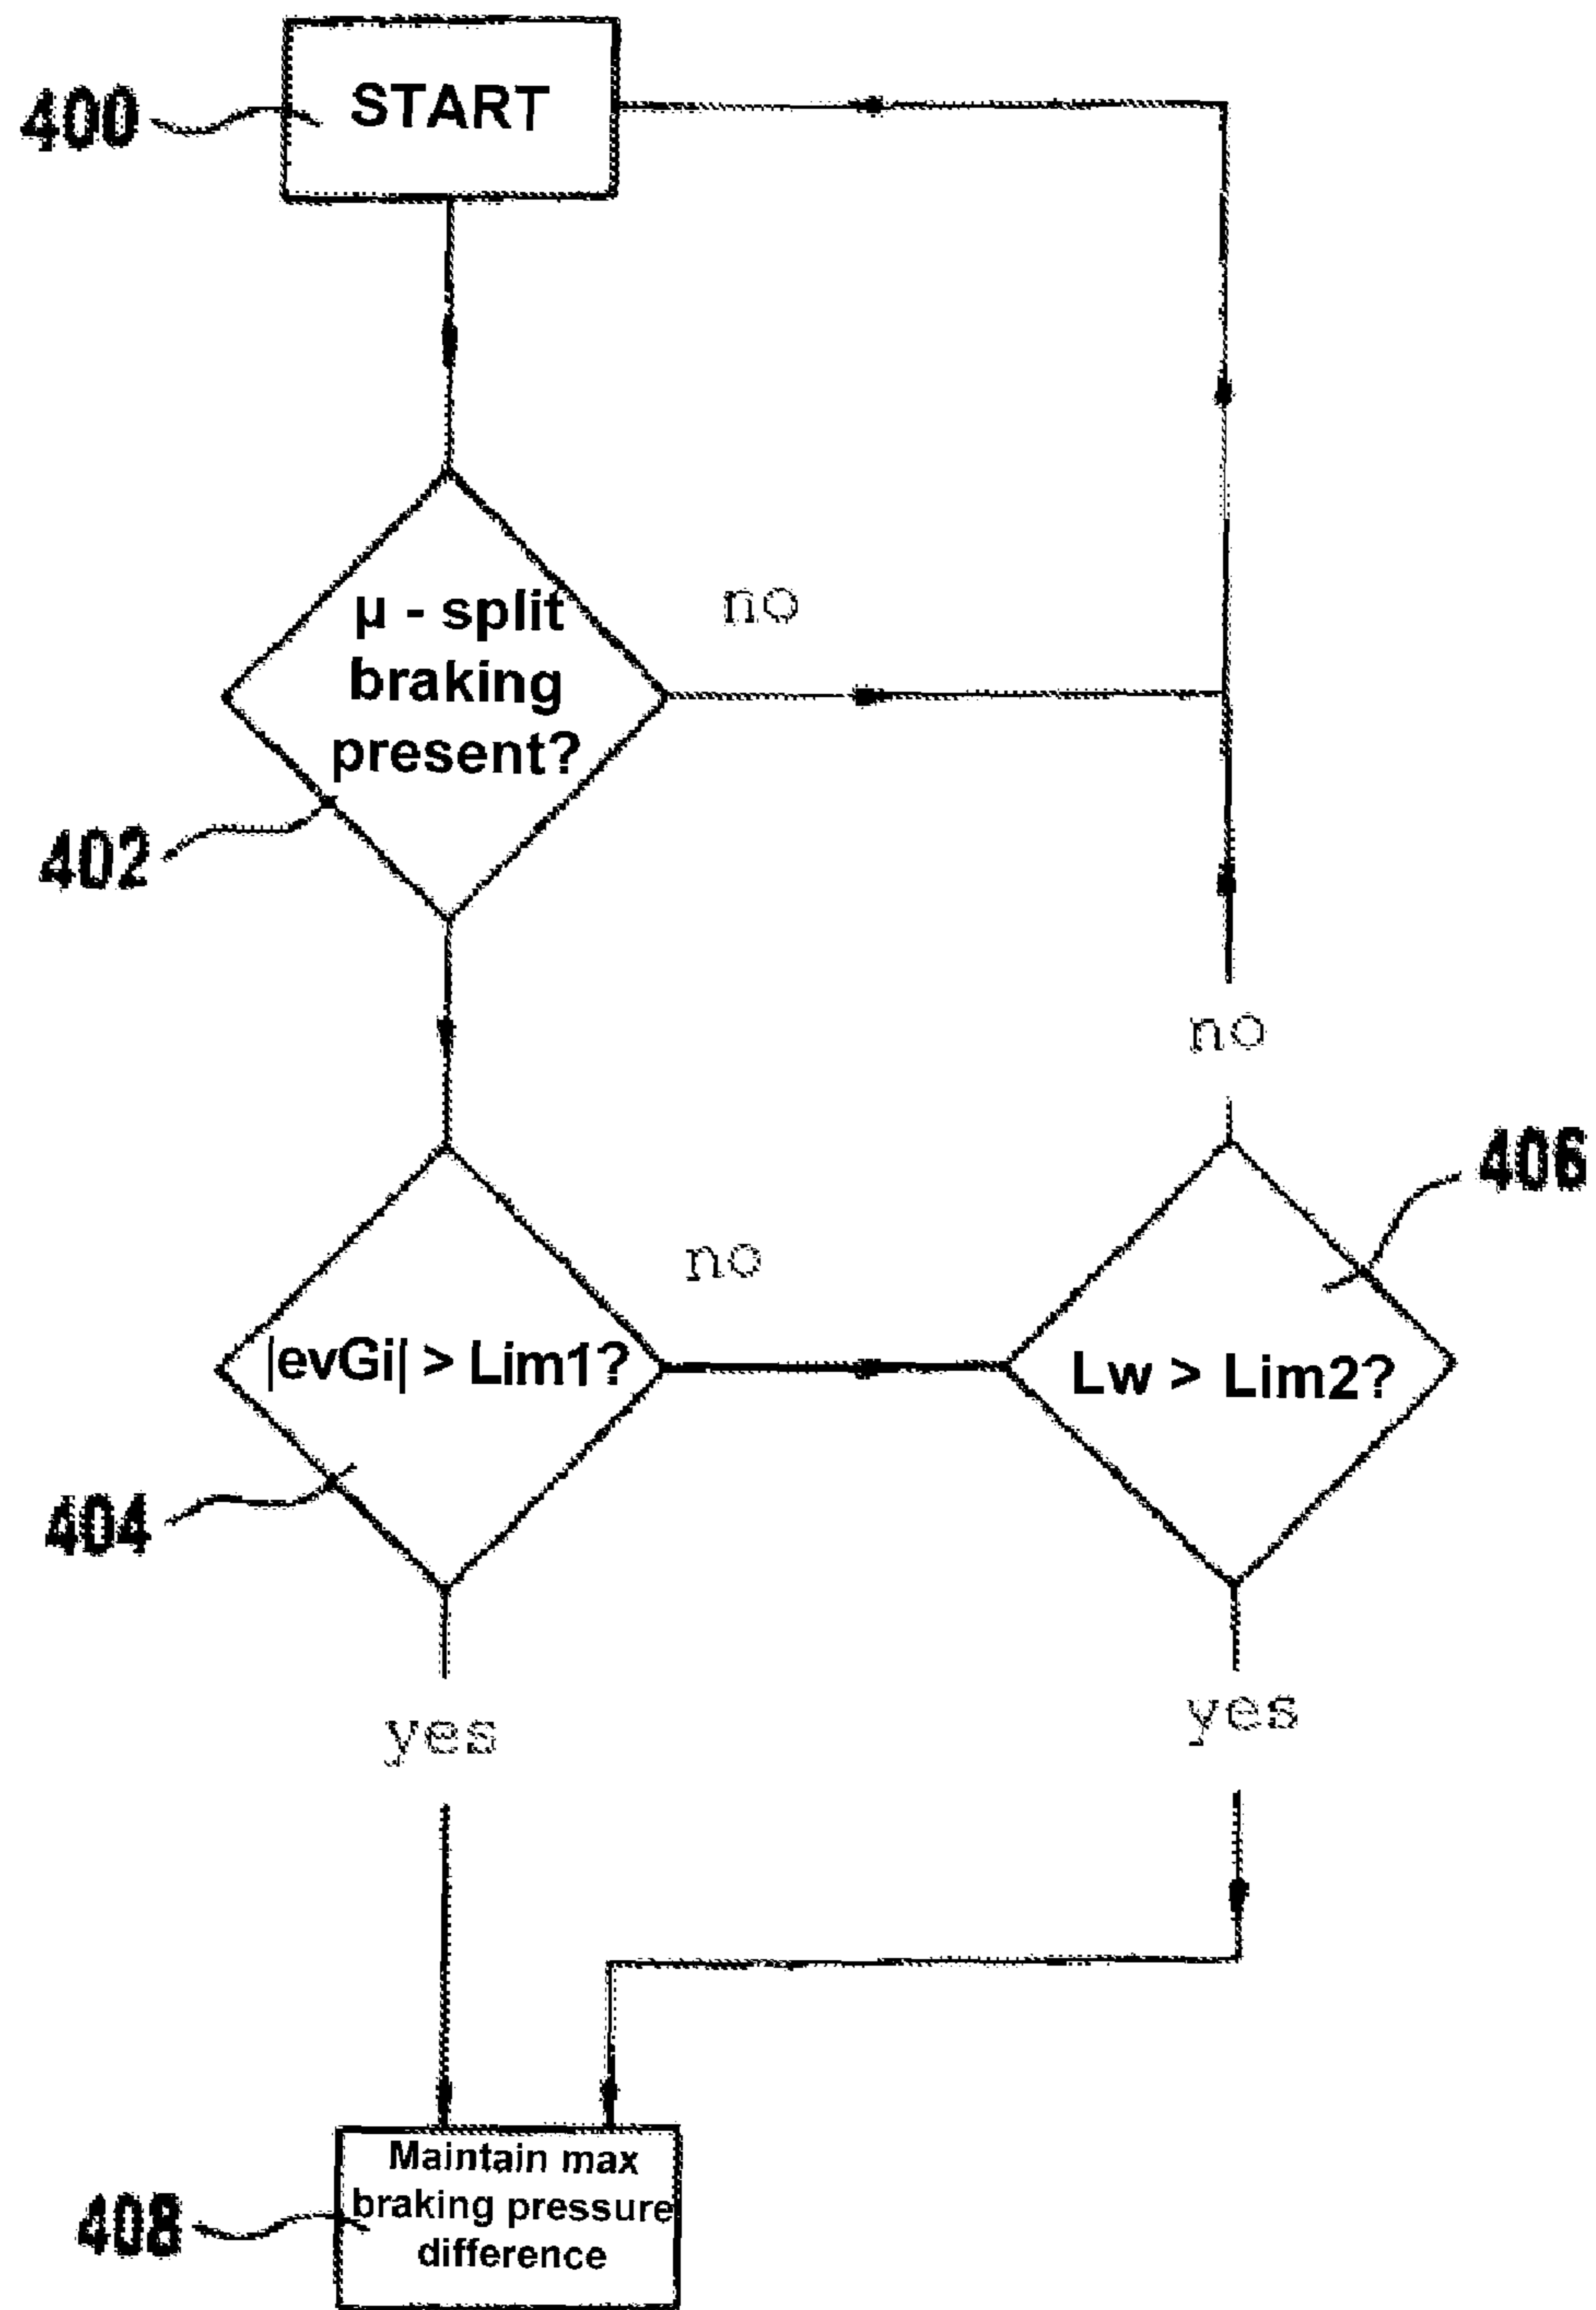 400
START
µ - split
braking
present?
no
402
no
406
|evGi| > Lim1?
no
Lw > Lim2?
404
yes
yes
Maintain max
braking pressure
difference
408